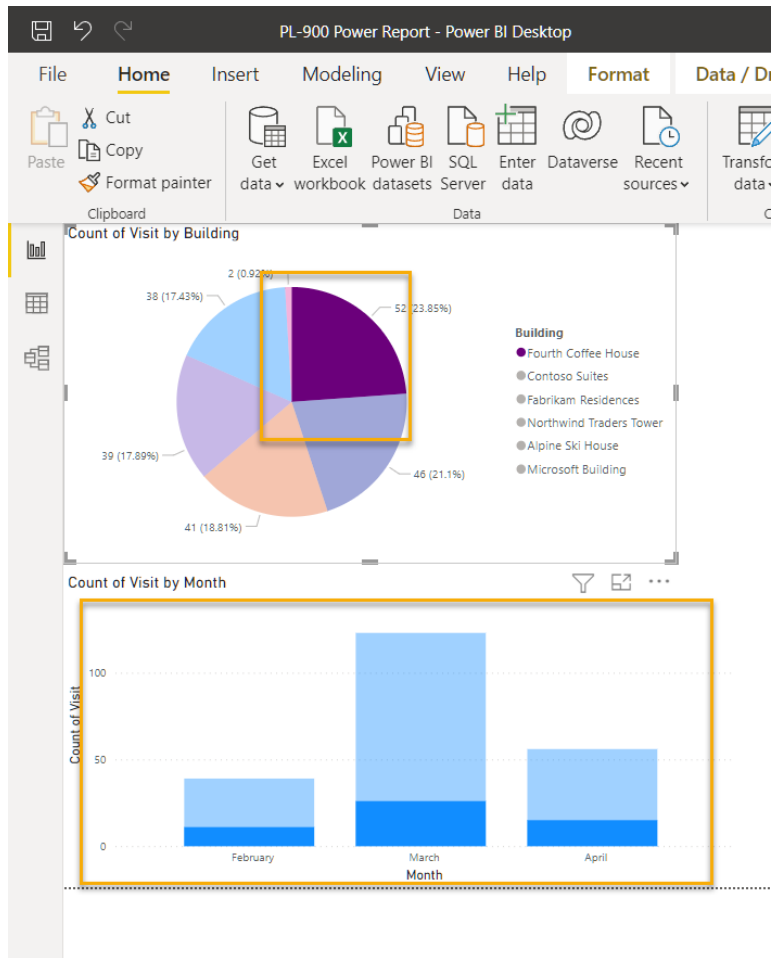 PL-900 Power Report - Power BI Desktop
File Home Insert Modeling View Help Format Data / Dr
Paste
Cut
Copy
Format painter
Clipboard
Get data
Excel workbook
Power BI datasets
SQL Server
Enter data
Dataverse
Recent sources
Transfo data
Data
Count of Visit by Building
2 (0.92%)
38 (17.43%)
52 (23.85%)
39 (17.89%)
46 (21.1%)
41 (18.81%)
Building
Fourth Coffee House
Contoso Suites
Fabrikam Residences
Northwind Traders Tower
Alpine Ski House
Microsoft Building
Count of Visit by Month
Count of Visit
100
50
0
February March April
Month